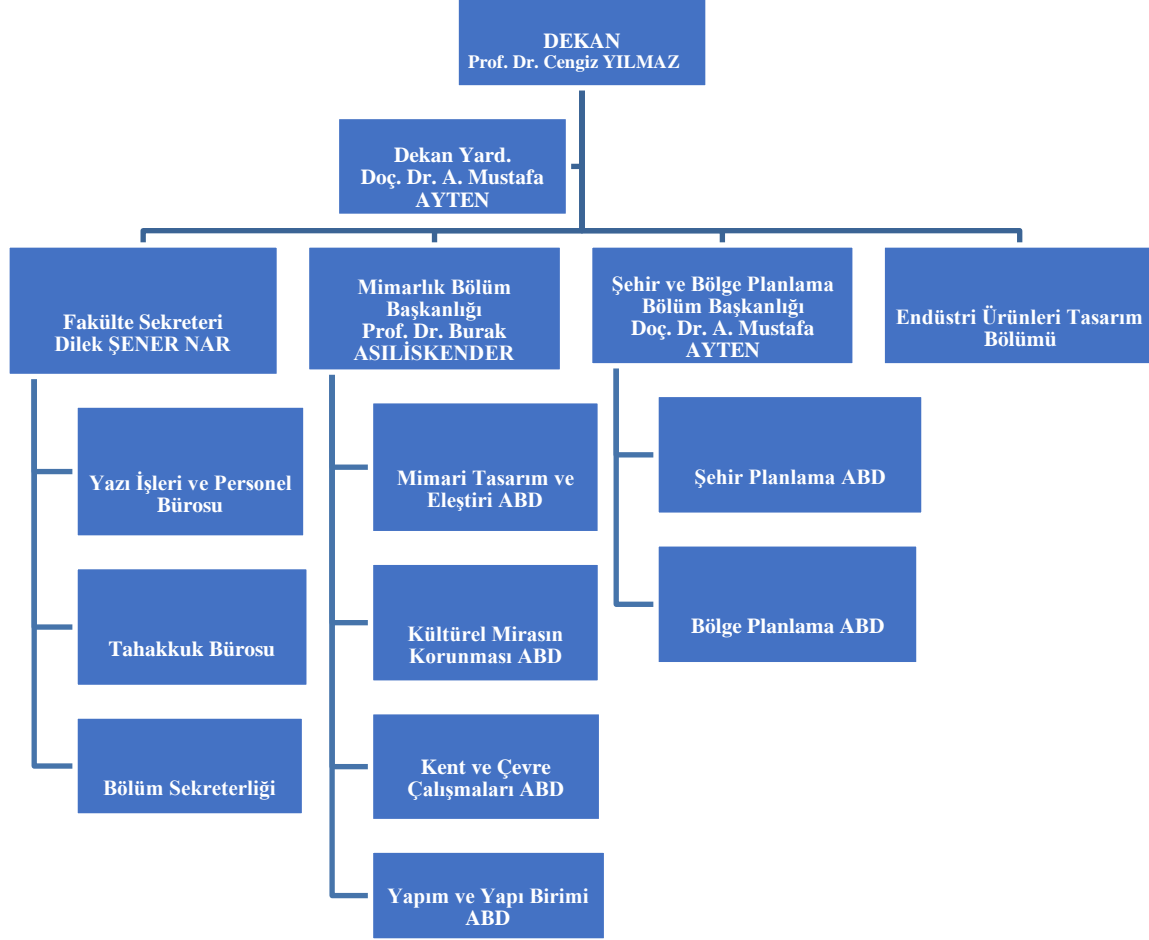 DEKAN
Prof. Dr. Cengiz YILMAZ
Dekan Yard.
Doç. Dr. A. Mustafa
AYTEN
Fakülte Sekreteri
Dilek ŞENER NAR
Mimarlık Bölüm
Başkanlığı
Prof. Dr. Burak
ASILİSKENDER
Şehir ve Bölge Planlama
Bölüm Başkanlığı
Doç. Dr. A. Mustafa
AYTEN
Endüstri Ürünleri Tasarım
Bölümü
Yazı İşleri ve Personel
Bürosu
Tahakkuk Bürosu
Bölüm Sekreterliği
Mimari Tasarım ve
Eleştiri ABD
Kültürel Mirasın
Korunması ABD
Kent ve Çevre
Çalışmaları ABD
Yapım ve Yapı Birimi
ABD
Şehir Planlama ABD
Bölge Planlama ABD